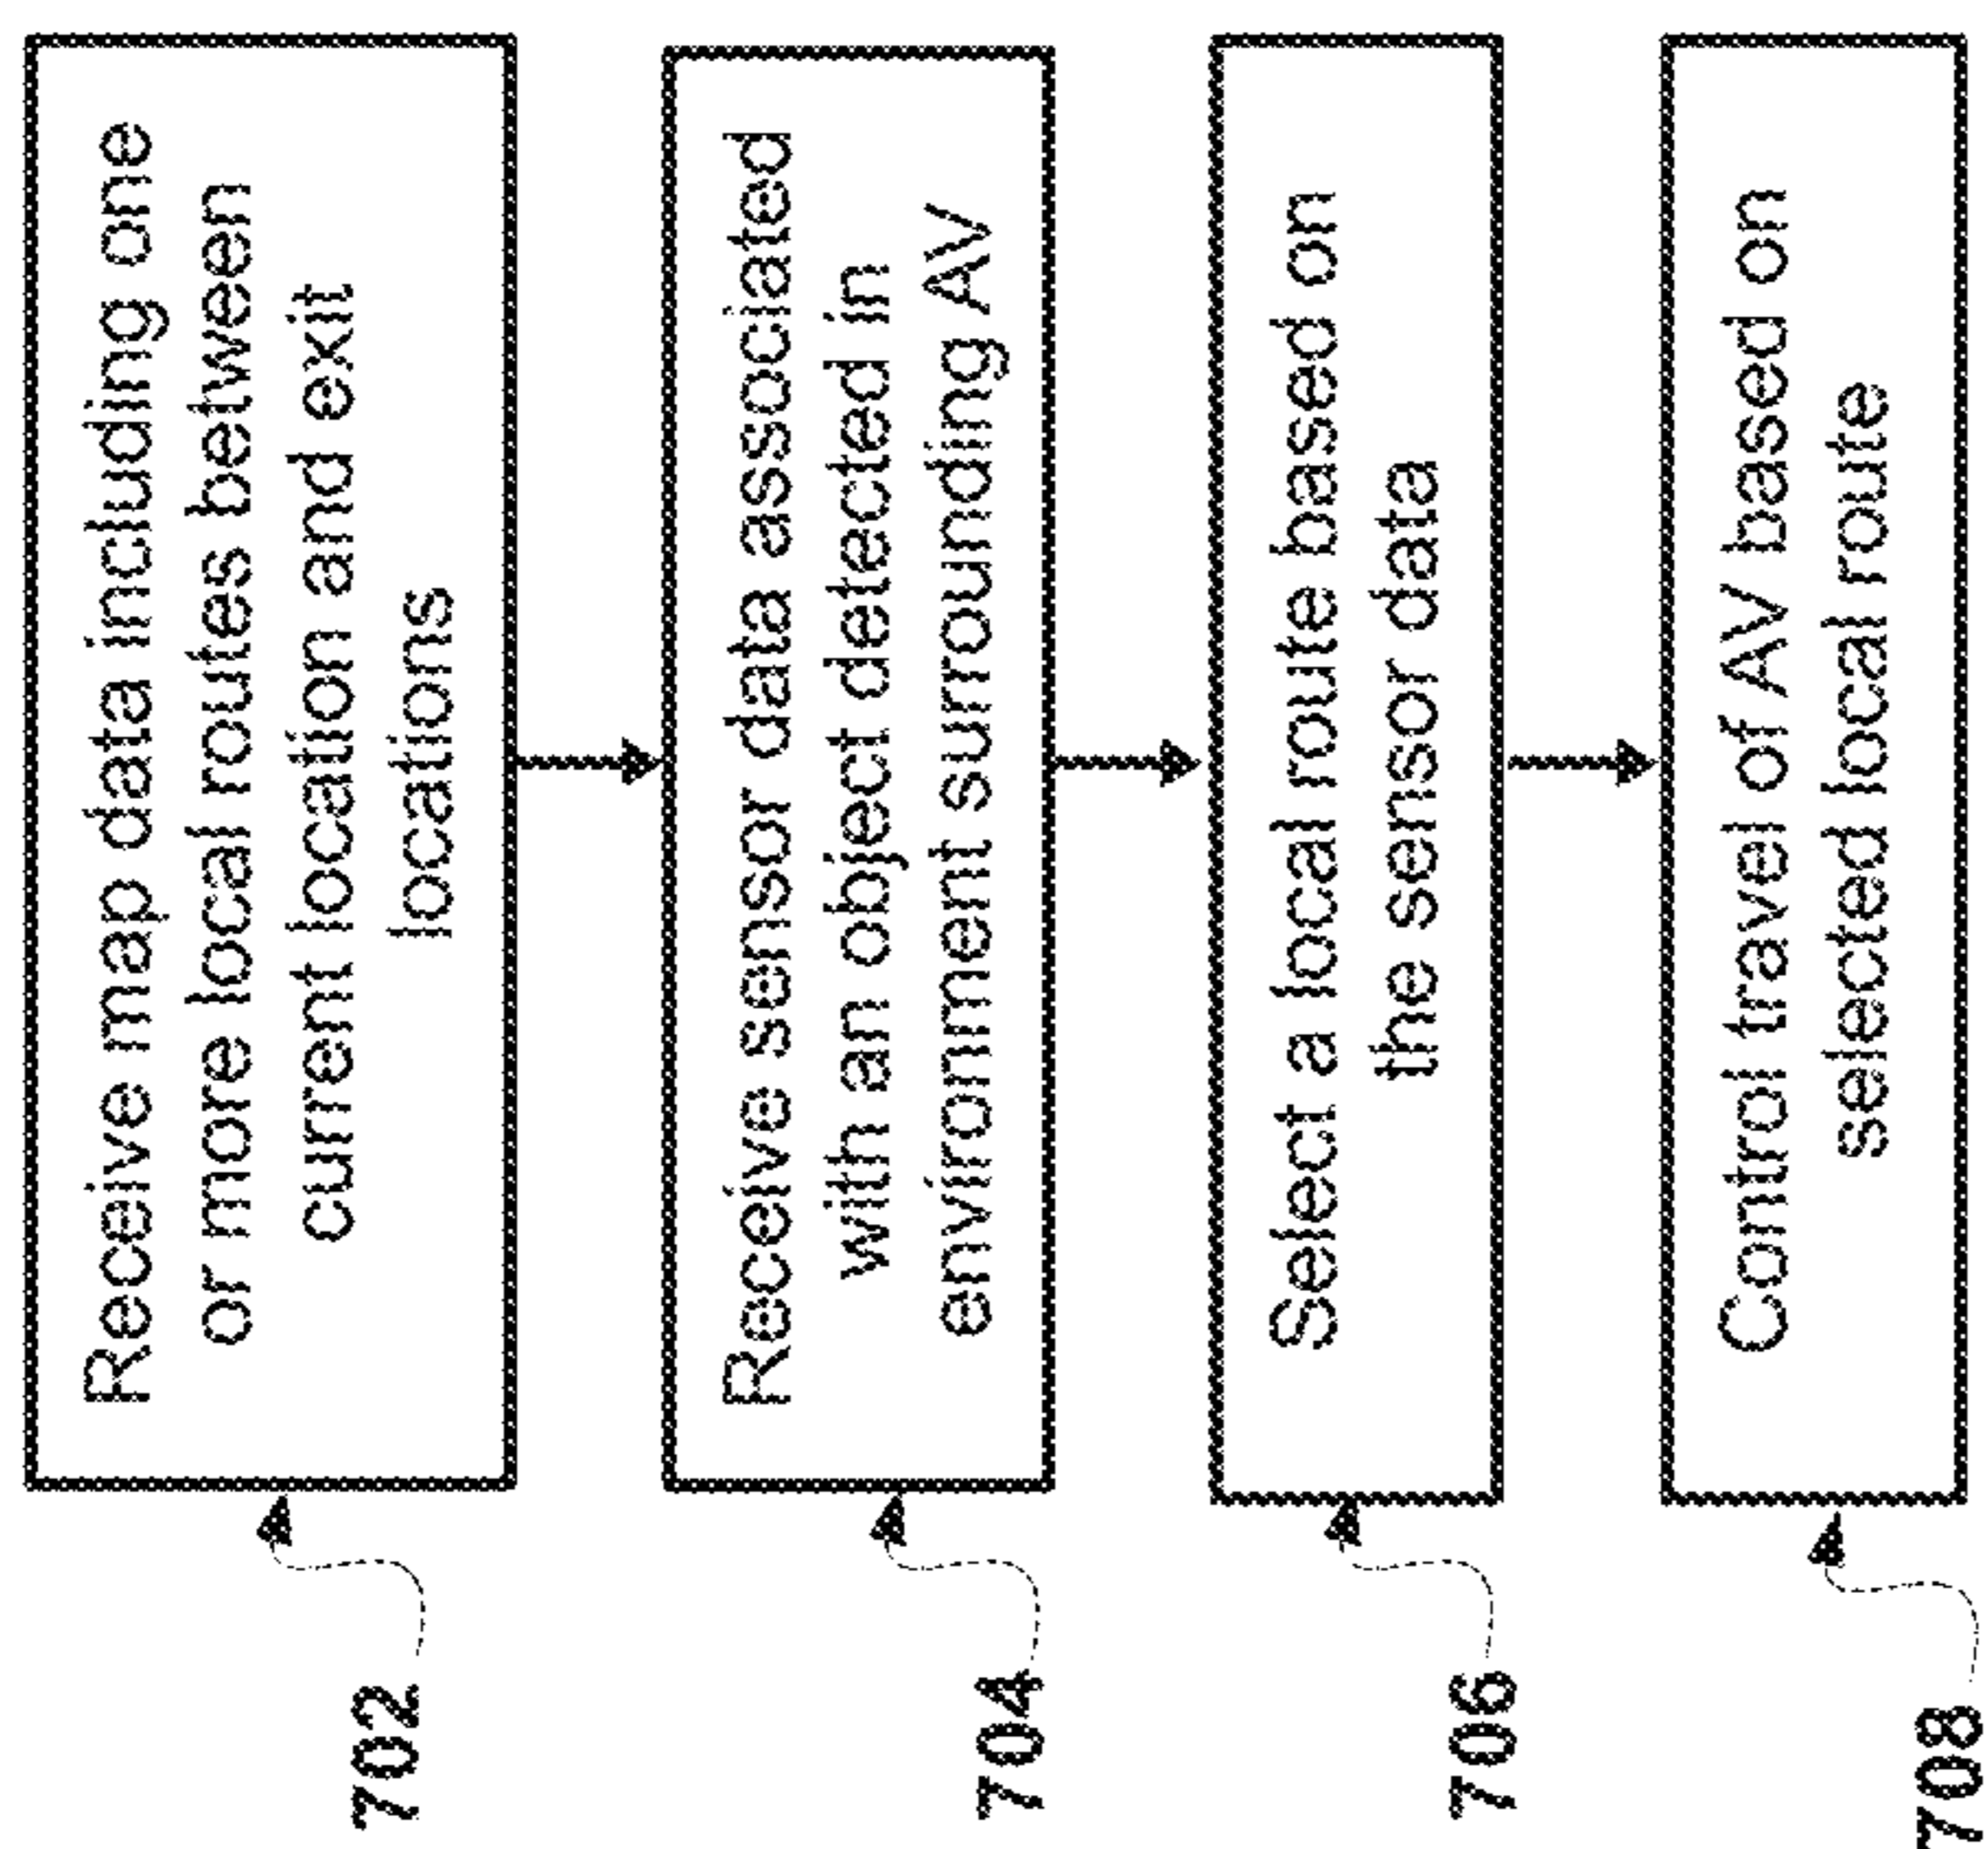 702
Receive map data including one
or more local routes between
current location and exit
locations
704
Receive sensor data associated
with an object detected in
environment surrounding AV
706
Select a local route based on
the sensor data
708
Control travel of AV based on
selected local route